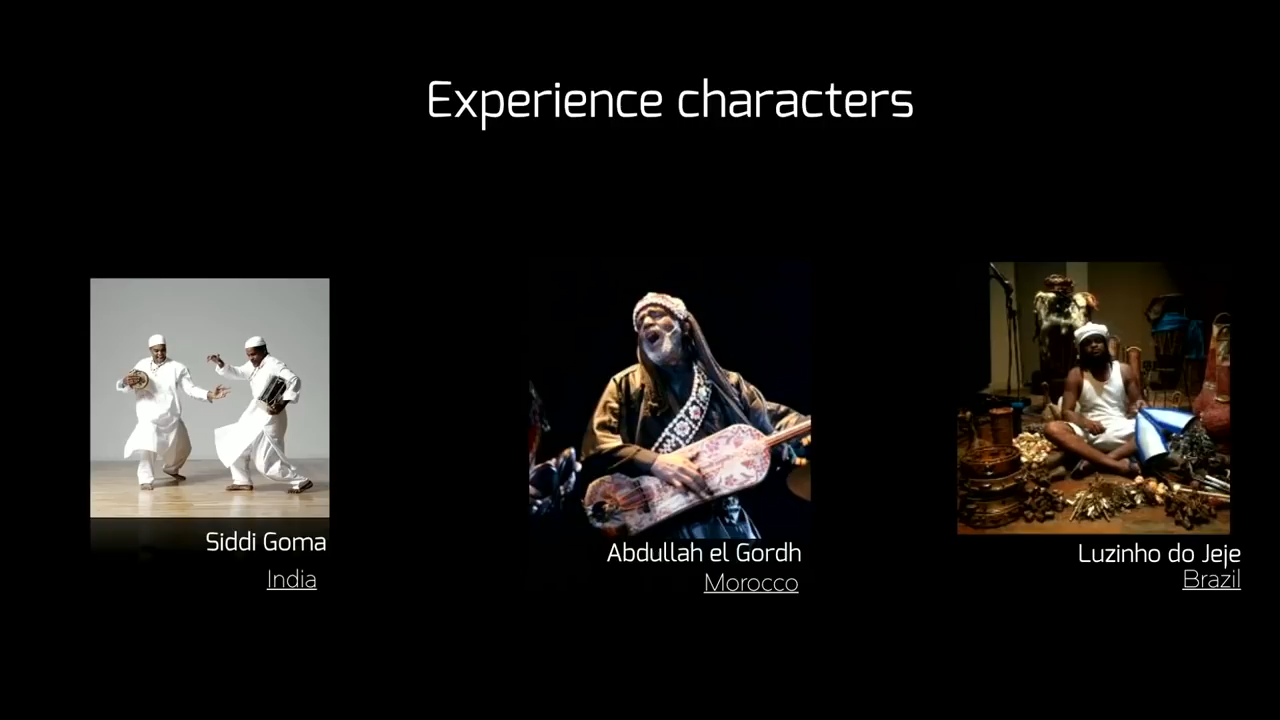 Experience characters
Siddi Goma
India
Abdullah el Gordh
Morocco
Luzinho do Jeje
Brazil